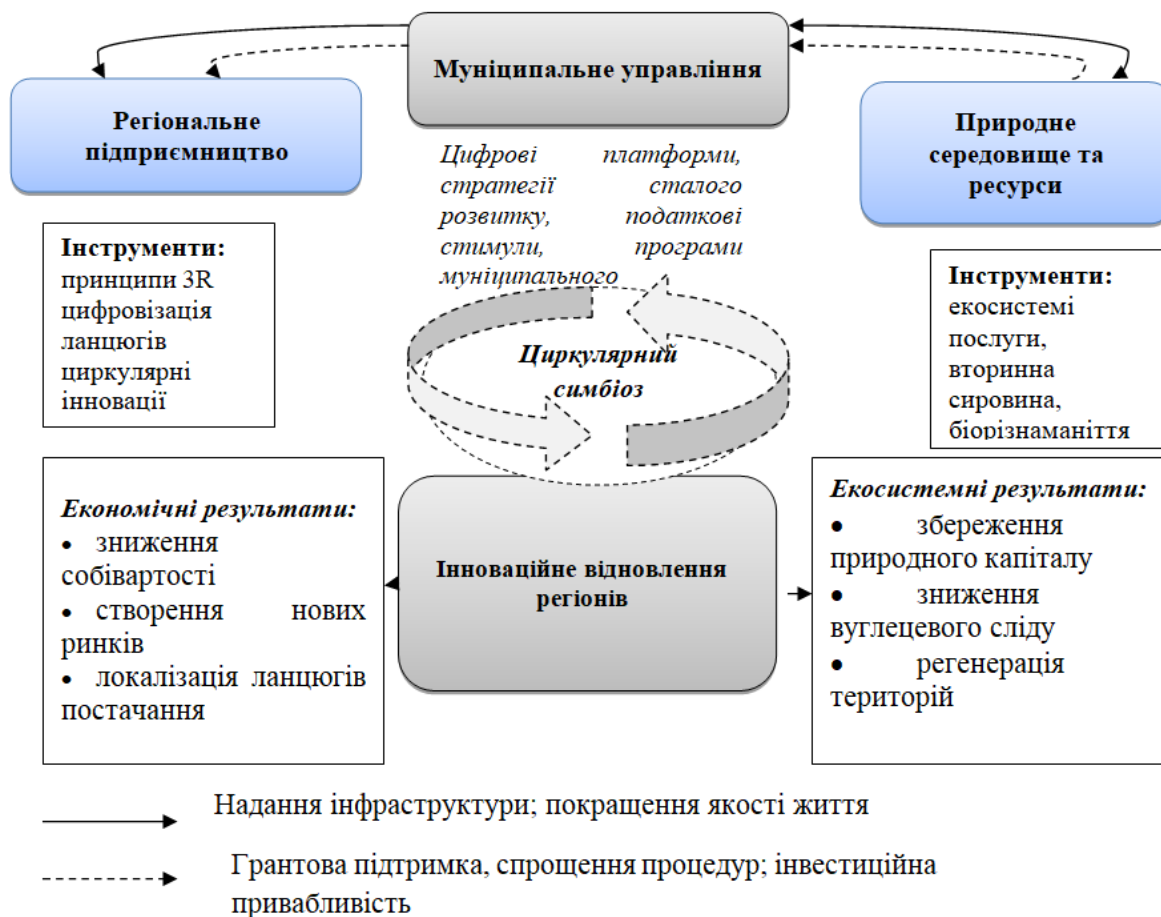 Муніципальне управління
Регіональне
підприємництво
Природне
середовище та
ресурси
Цифрові платформи,
стратегії сталого
розвитку, податкові
стимули, програми
муніципального
Інструменти:
принципи 3R
цифровізація
ланцюгів
циркулярні
інновації
Інструменти:
екосистемі
послуги,
вторинна
сировина,
біорізнаманіття
Циркулярний
симбіоз
Економічні результати:
• зниження
собівартості
• створення нових
ринків
• локалізація ланцюгів
постачання
Інноваційне відновлення
регіонів
Екосистемні результати:
• збереження
природного капіталу
• зниження
вуглецевого сліду
• регенерація
територій
Надання інфраструктури; покращення якості життя
Грантова підтримка, спрощення процедур; інвестиційна
привабливість